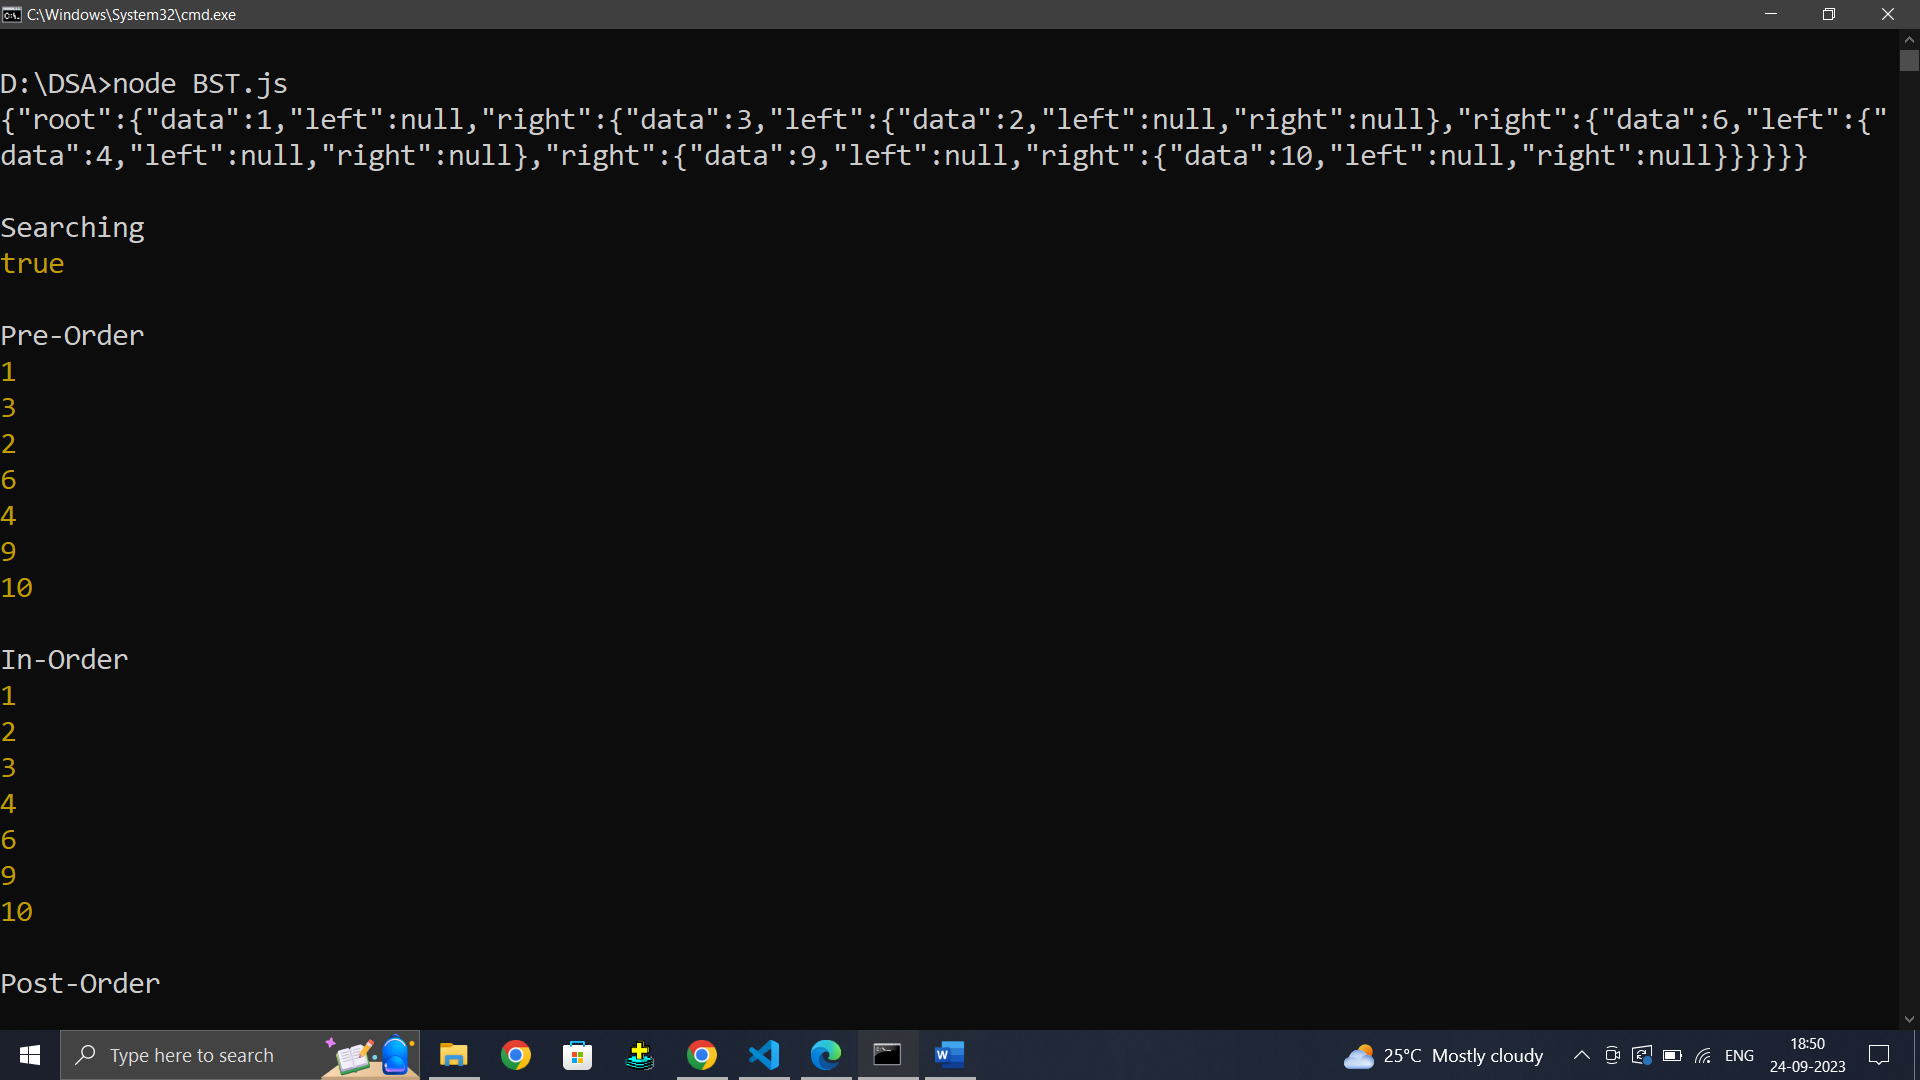 C:\Windows\System32\cmd.exe
D:\DSA>node BST.js
{"root":{"data":1,"left":null,"right":{"data":3,"left":{"data":2,"left":null,"right":null},"right":{"data":6,"left":{"
data":4,"left":null,"right":null},"right":{"data":9,"left":null,"right":{"data":10,"left":null,"right":null}}}}}}
Searching
true
Pre-Order
1
3
2
6
4
9
10
In-Order
1
2
3
4
6
9
10
Post-Order
Type here to search
25°C Mostly cloudy
ENG
18:50
24-09-2023